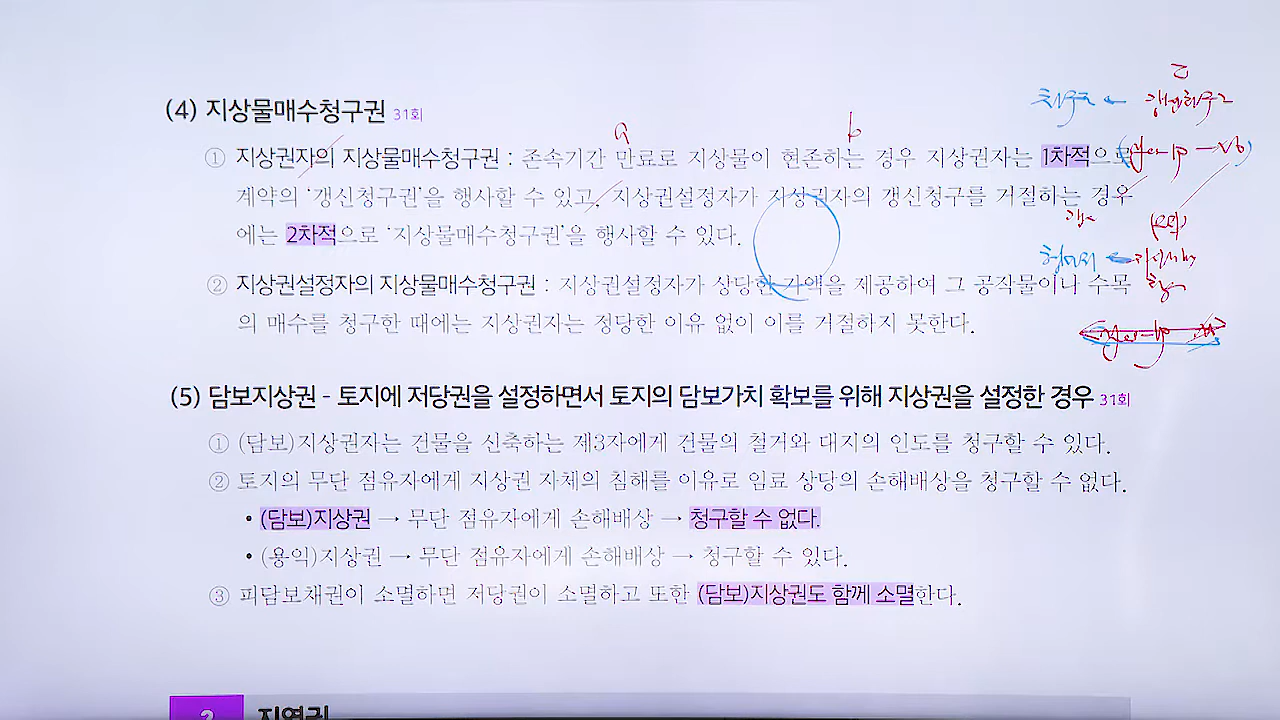 (4) 지상물매수청구권 31회
① 지상권자의 지상물매수청구권 : 존속기간 만료로 지상물이 현존하는 경우 지상권자는 1차적으로
계약의 ‘갱신청구권’을 행사할 수 있고, 지상권설정자가 지상권자의 갱신청구를 거절하는 경우
에는 2차적으로 ‘지상물매수청구권’을 행사할 수 있다.
② 지상권설정자의 지상물매수청구권 : 지상권설정자가 상당한 가액을 제공하여 그 공작물이나 수목
의 매수를 청구한 때에는 지상권자는 정당한 이유 없이 이를 거절하지 못한다.
(5) 담보지상권 - 토지에 저당권을 설정하면서 토지의 담보가치 확보를 위해 지상권을 설정한 경우 31회
① (담보)지상권자는 건물을 신축하는 제3자에게 건물의 철거와 대지의 인도를 청구할 수 있다.
② 토지의 무단 점유자에게 지상권 자체의 침해를 이유로 임료 상당의 손해배상을 청구할 수 없다.
• (담보)지상권 → 무단 점유자에게 손해배상 → 청구할 수 없다.
• (용익)지상권 → 무단 점유자에게 손해배상 → 청구할 수 있다.
③ 피담보채권이 소멸하면 저당권이 소멸하고 또한 (담보)지상권도 함께 소멸한다.
2 지역권